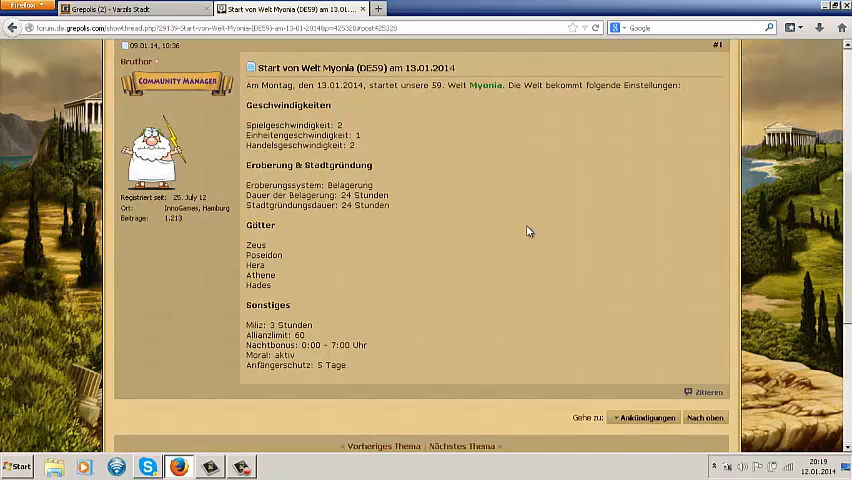 Firefox
Grepolis (2) - Varzils Stadt
Start von Welt Myonia (DE59) am 13.01....
forum.de.grepolis.com/showthread.php?29139-Start-von-Welt-Myonia-(DE59)-am-13-01-2014&p=425328#post425328
Google
09.01.14, 10:36
#1
Bruthor
COMMUNITY MANAGER
Registriert seit: 25. July 12
Ort: InnoGames, Hamburg
Beiträge: 1.213
Start von Welt Myonia (DE59) am 13.01.2014
Am Montag, den 13.01.2014, startet unsere 59. Welt Myonia. Die Welt bekommt folgende Einstellungen:
Geschwindigkeiten
Spielgeschwindigkeit: 2
Einheitengeschwindigkeit: 1
Handelsgeschwindigkeit: 2
Eroberung & Stadtgründung
Eroberungssystem: Belagerung
Dauer der Belagerung: 24 Stunden
Stadtgründungsdauer: 24 Stunden
Götter
Zeus
Poseidon
Hera
Athene
Hades
Sonstiges
Miliz: 3 Stunden
Allianzlimit: 60
Nachtbonus: 0:00 - 7:00 Uhr
Moral: aktiv
Anfängerschutz: 5 Tage
Zitieren
Gehe zu:
Ankündigungen
Nach oben
« Vorheriges Thema | Nächstes Thema »
Start
20:19
12.01.2014